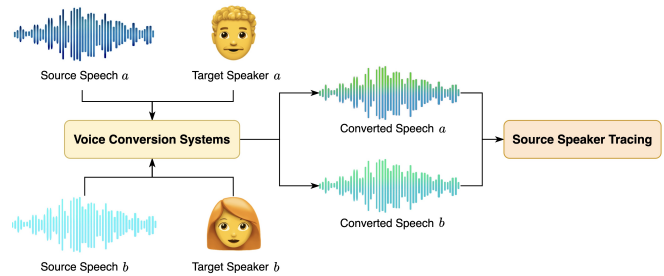 Source Speech a
Target Speaker a
Voice Conversion Systems
Converted Speech a
Source Speaker Tracing
Converted Speech b
Source Speech b
Target Speaker b